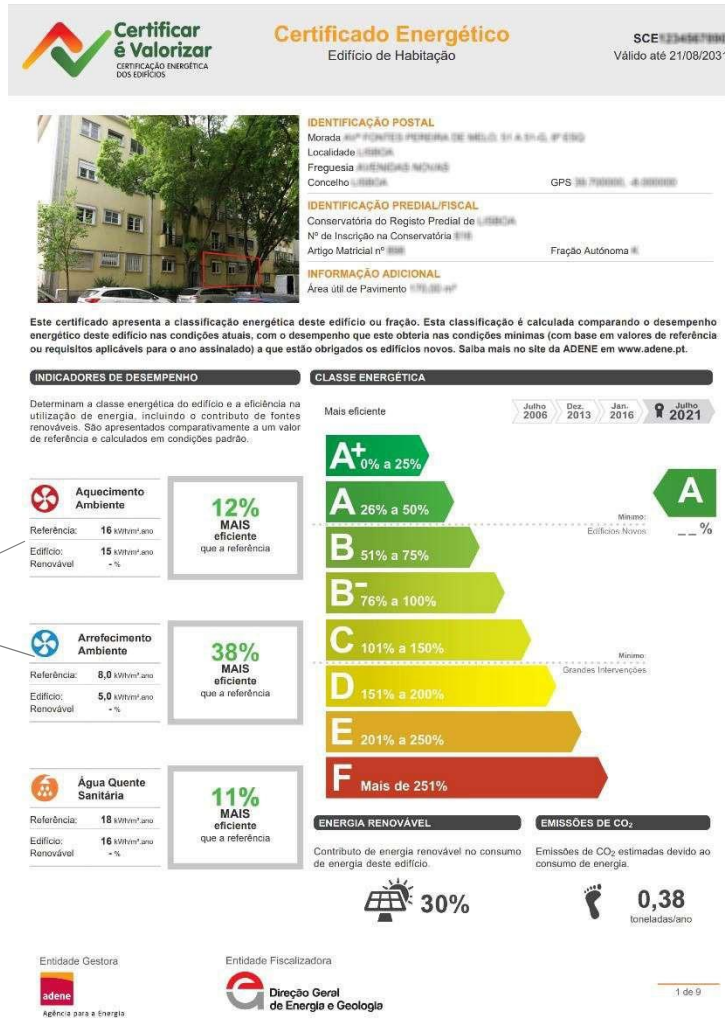 Certificar
é Valorizar
CERTIFICAÇÃO ENERGÉTICA
DOS EDIFÍCIOS
Certificado Energético
Edifício de Habitação
SCE
Válido até 21/08/2031
IDENTIFICAÇÃO POSTAL
Morada
Localidade
Freguesia
Concelho
GPS
IDENTIFICAÇÃO PREDIAL/FISCAL
Conservatória do Registo Predial de
Nº de Inscrição na Conservatória
Artigo Matricial nº
Fração Autónoma
INFORMAÇÃO ADICIONAL
Área útil de Pavimento
Este certificado apresenta a classificação energética deste edifício ou fração. Esta classificação é calculada comparando o desempenho
energético deste edifício nas condições atuais, com o desempenho que este obteria nas condições mínimas (com base em valores de referência
ou requisitos aplicáveis para o ano assinalado) a que estão obrigados os edifícios novos. Saiba mais no site da ADENE em www.adene.pt.
INDICADORES DE DESEMPENHO
Determinam a classe energética do edifício e a eficiência na
utilização de energia, incluindo o contributo de fontes
renováveis. São apresentados comparativamente a um valor
de referência e calculados em condições padrão.
Aquecimento
Ambiente
Referência: 16 kWh/m².ano
Edifício: 15 kWh/m².ano
Renovável - %
12%
MAIS
eficiente
que a referência
Arrefecimento
Ambiente
Referência: 8,0 kWh/m².ano
Edifício: 5,0 kWh/m².ano
Renovável - %
38%
MAIS
eficiente
que a referência
Água Quente
Sanitária
Referência: 18 kWh/m².ano
Edifício: 16 kWh/m².ano
Renovável - %
11%
MAIS
eficiente
que a referência
CLASSE ENERGÉTICA
Mais eficiente
Julho 2006
Dez. 2013
Jan. 2016
Julho 2021
A+ 0% a 25%
A 26% a 50%
B 51% a 75%
B- 76% a 100%
C 101% a 150%
D 151% a 200%
E 201% a 250%
F Mais de 251%
A
Mínimo:
Edifícios Novos
_ _ %
Mínimo:
Grandes Intervenções
ENERGIA RENOVÁVEL
Contributo de energia renovável no consumo
de energia deste edifício.
30%
EMISSÕES DE CO₂
Emissões de CO₂ estimadas devido ao
consumo de energia.
0,38
toneladas/ano
Entidade Gestora
adene
Agência para a Energia
Entidade Fiscalizadora
Direção Geral
de Energia e Geologia
1 de 9